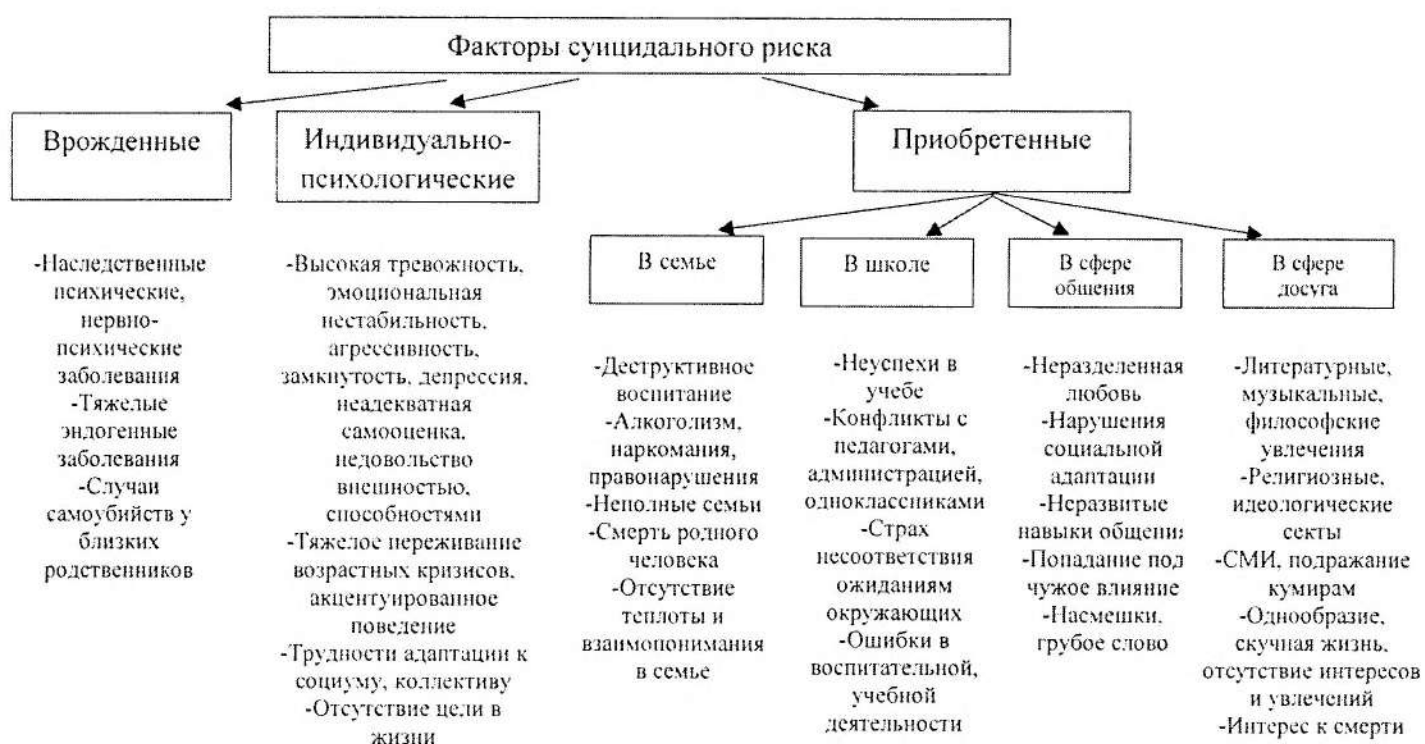 Факторы суицидального риска
Врожденные
Индивидуально-
психологические
Приобретенные
-Наследственные
психические,
нервно-
психические
заболевания
-Тяжелые
эндогенные
заболевания
-Случаи
самоубийств у
близких
родственников
-Высокая тревожность,
эмоциональная
нестабильность,
агрессивность,
замкнутость, депрессия,
неадекватная
самооценка,
недовольство
внешностью,
способностями
-Тяжелое переживание
возрастных кризисов,
акцентуированное
поведение
-Трудности адаптации к
социуму, коллективу
-Отсутствие цели в
жизни
В семье
-Деструктивное
воспитание
-Алкоголизм,
наркомания,
правонарушения
-Неполные семьи
-Смерть родного
человека
-Отсутствие
теплоты и
взаимопонимания
в семье
В школе
-Неуспехи в
учебе
-Конфликты с
педагогами,
администрацией,
одноклассниками
-Страх
несоответствия
ожиданиям
окружающих
-Ошибки в
воспитательной,
учебной
деятельности
В сфере
общения
-Неразделенная
любовь
-Нарушения
социальной
адаптации
-Неразвитые
навыки общения
-Попадание под
чужое влияние
-Насмешки,
грубое слово
В сфере
досуга
-Литературные,
музыкальные,
философские
увлечения
-Религиозные,
идеологические
секты
-СМИ, подражание
кумирам
-Однообразие,
скучная жизнь,
отсутствие интересов
и увлечений
-Интерес к смерти